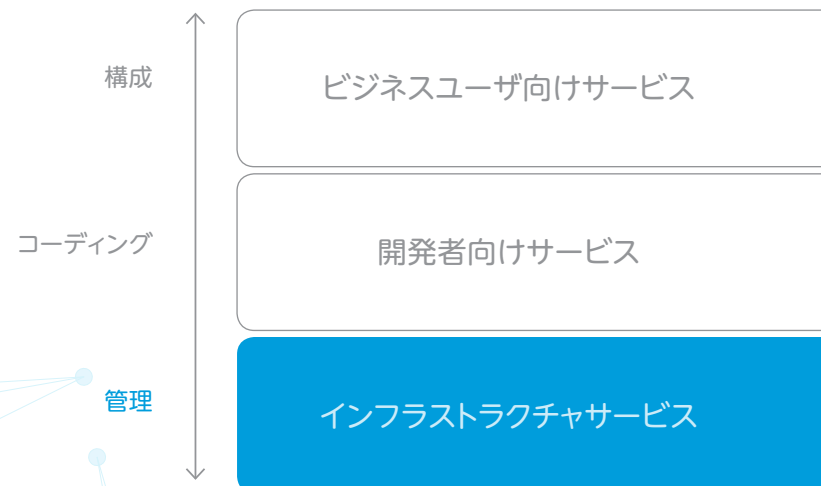 構成
ビジネスユーザ向けサービス
コーディング
開発者向けサービス
管理
インフラストラクチャサービス